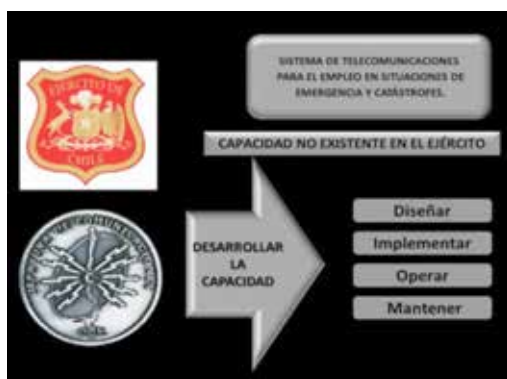 SISTEMA DE TELECOMUNICACIONES
PARA EL EMPLEO EN SITUACIONES DE
EMERGENCIA Y CATÁSTROFES.
EJÉRCITO DE
CHILE
CAPACIDAD NO EXISTENTE EN EL EJÉRCITO
DESARROLLAR
LA
CAPACIDAD
Diseñar
Implementar
Operar
Mantener
TELECOMUNICACIONES